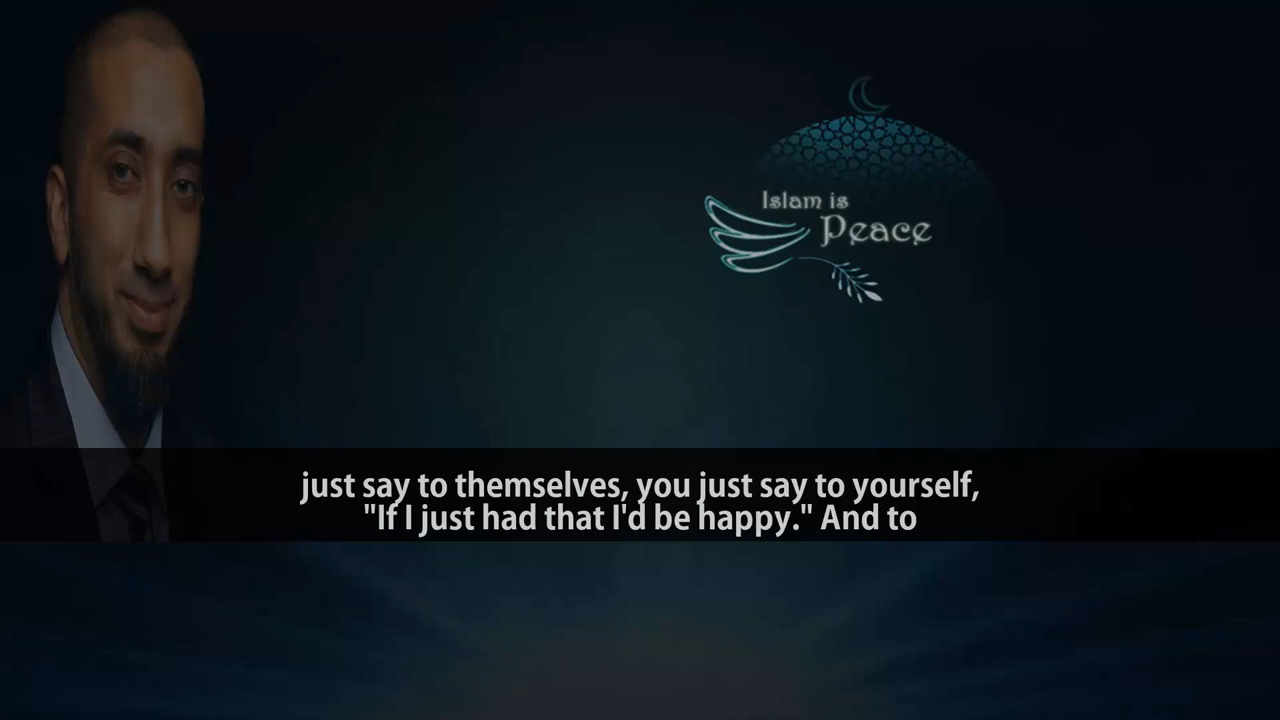 Islam is
Peace
just say to themselves, you just say to yourself,
"If I just had that I'd be happy." And to